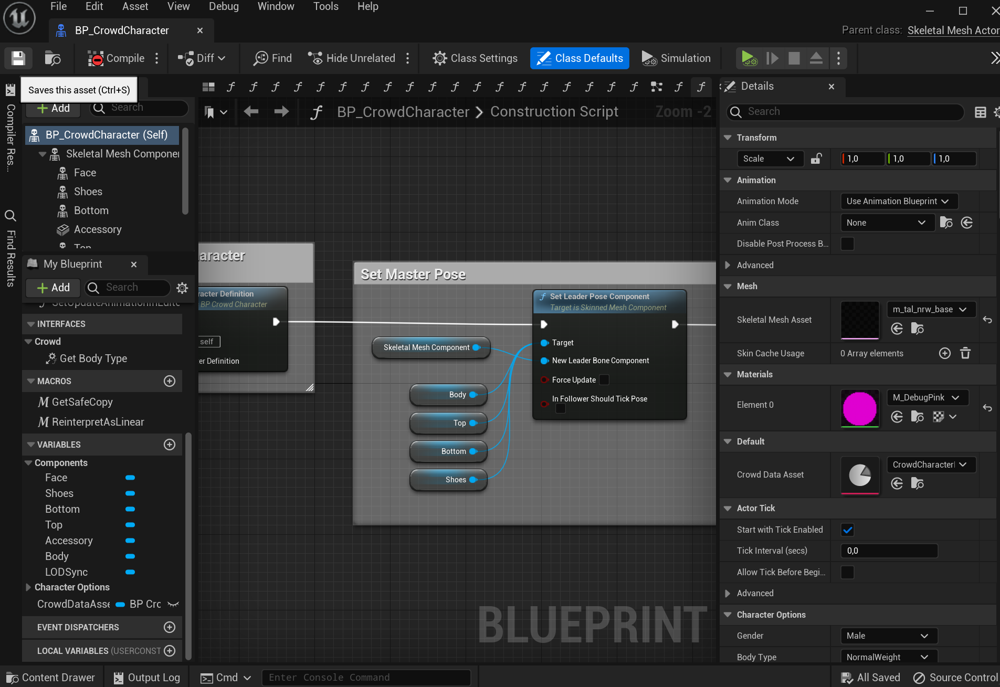 File Edit Asset View Debug Window Tools Help
BP_CrowdCharacter
Parent class: Skeletal Mesh Actor
Compile Diff Find Hide Unrelated Class Settings Class Defaults Simulation
Saves this asset (Ctrl+S)
Add Search
BP_CrowdCharacter > Construction Script Zoom -2
BP_CrowdCharacter (Self)
Skeletal Mesh Componer
Face
Shoes
Bottom
Accessory
Top
Compiler Res...
Find Results
My Blueprint
Add Search
SetUpdateAnimationInEdito
INTERFACES
Crowd
Get Body Type
MACROS
GetSafeCopy
ReinterpretAsLinear
VARIABLES
Components
Face
Shoes
Bottom
Top
Accessory
Body
LODSync
Character Options
CrowdDataAsse BP Crc
EVENT DISPATCHERS
LOCAL VARIABLES (USERCONST
aracter
racter Definition
BP Crowd Character
self
er Definition
Set Master Pose
Set Leader Pose Component
Target is Skinned Mesh Component
Skeletal Mesh Component
Target
New Leader Bone Component
Force Update
In Follower Should Tick Pose
Body
Top
Bottom
Shoes
BLUEPRINT
Details
Search
Transform
Scale 1,0 1,0 1,0
Animation
Animation Mode Use Animation Blueprint
Anim Class None
Disable Post Process B...
Advanced
Mesh
Skeletal Mesh Asset m_tal_nrw_base
Skin Cache Usage 0 Array elements
Materials
Element 0 M_DebugPink
Default
Crowd Data Asset CrowdCharacter
Actor Tick
Start with Tick Enabled
Tick Interval (secs) 0,0
Allow Tick Before Begi...
Advanced
Character Options
Gender Male
Body Type NormalWeight
Content Drawer Output Log Cmd Enter Console Command All Saved Source Control